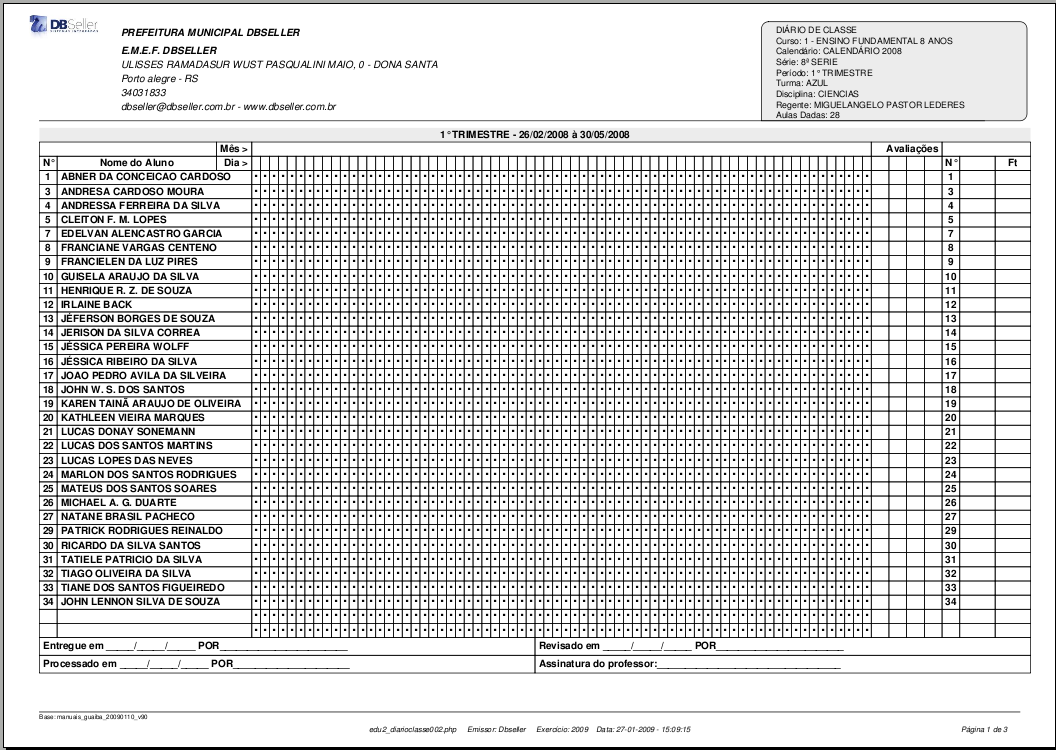 DBSeller
PREFEITURA MUNICIPAL DBSELLER
E.M.E.F. DBSELLER
ULISSES RAMADASUR WUST PASQUALINI MAIO, 0 - DONA SANTA
Porto alegre - RS
34031833
dbseller@dbseller.com.br - www.dbseller.com.br
DIÁRIO DE CLASSE
Curso: 1 - ENSINO FUNDAMENTAL 8 ANOS
Calendário: CALENDÁRIO 2008
Série: 8ª SERIE
Período: 1° TRIMESTRE
Turma: AZUL
Disciplina: CIENCIAS
Regente: MIGUELANGELO PASTOR LEDERES
Aulas Dadas: 28
1° TRIMESTRE - 26/02/2008 à 30/05/2008
Mês > Avaliações
N° Nome do Aluno Dia > N° Ft
1 ABNER DA CONCEICAO CARDOSO 1
3 ANDRESA CARDOSO MOURA 3
4 ANDRESSA FERREIRA DA SILVA 4
5 CLEITON F. M. LOPES 5
7 EDELVAN ALENCASTRO GARCIA 7
8 FRANCIANE VARGAS CENTENO 8
9 FRANCIELEN DA LUZ PIRES 9
10 GUISELA ARAUJO DA SILVA 10
11 HENRIQUE R. Z. DE SOUZA 11
12 IRLAINE BACK 12
13 JÉFERSON BORGES DE SOUZA 13
14 JERISON DA SILVA CORREA 14
15 JÉSSICA PEREIRA WOLFF 15
16 JÉSSICA RIBEIRO DA SILVA 16
17 JOAO PEDRO AVILA DA SILVEIRA 17
18 JOHN W. S. DOS SANTOS 18
19 KAREN TAINÃ ARAUJO DE OLIVEIRA 19
20 KATHLEEN VIEIRA MARQUES 20
21 LUCAS DONAY SONEMANN 21
22 LUCAS DOS SANTOS MARTINS 22
23 LUCAS LOPES DAS NEVES 23
24 MARLON DOS SANTOS RODRIGUES 24
25 MATEUS DOS SANTOS SOARES 25
26 MICHAEL A. G. DUARTE 26
27 NATANE BRASIL PACHECO 27
29 PATRICK RODRIGUES REINALDO 29
30 RICARDO DA SILVA SANTOS 30
31 TATIELE PATRICIO DA SILVA 31
32 TIAGO OLIVEIRA DA SILVA 32
33 TIANE DOS SANTOS FIGUEIREDO 33
34 JOHN LENNON SILVA DE SOUZA 34
Entregue em _____/_____/_____ POR_______________________ Revisado em _____/_____/_____ POR_______________________
Processado em _____/_____/_____ POR_____________________ Assinatura do professor:_________________________________
Base: manuais_guaiba_20090110_v90
edu2_diarioclasse002.php Emissor: Dbseller Exercício: 2009 Data: 27-01-2009 - 15:09:15 Página 1 de 3